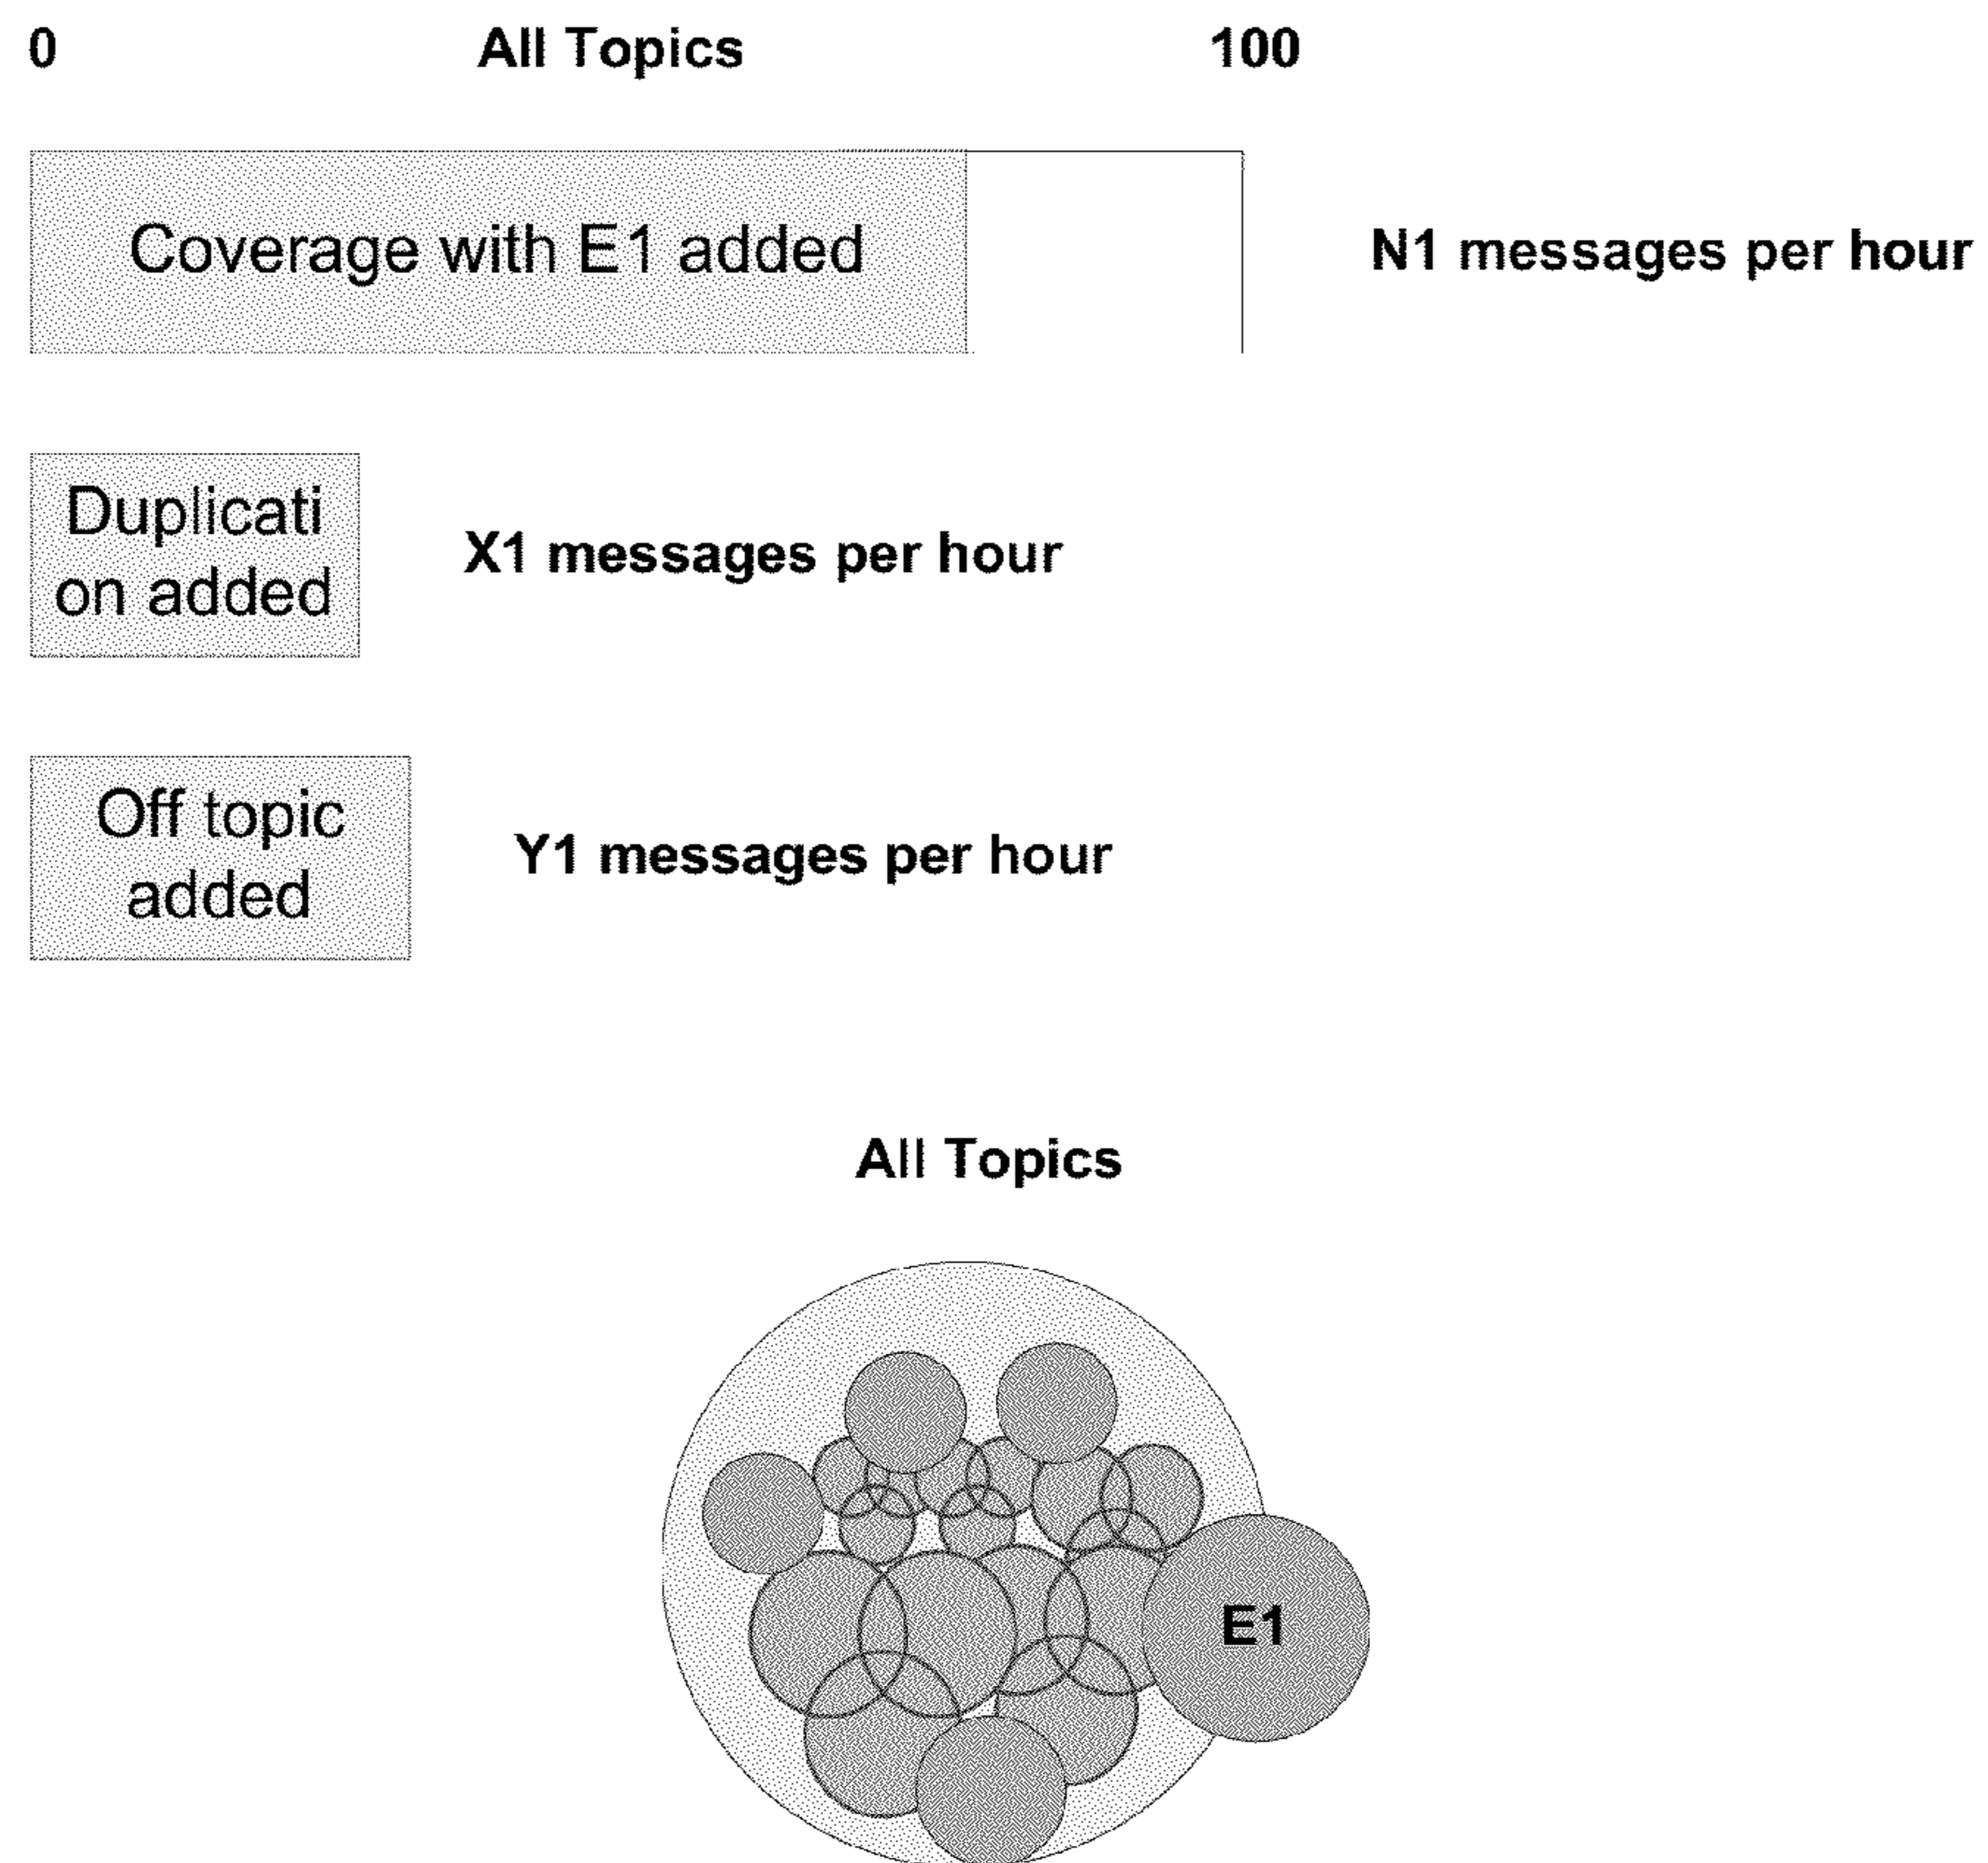 0 All Topics 100
Coverage with E1 added
N1 messages per hour
Duplicati
on added
X1 messages per hour
Off topic
added
Y1 messages per hour
All Topics
E1